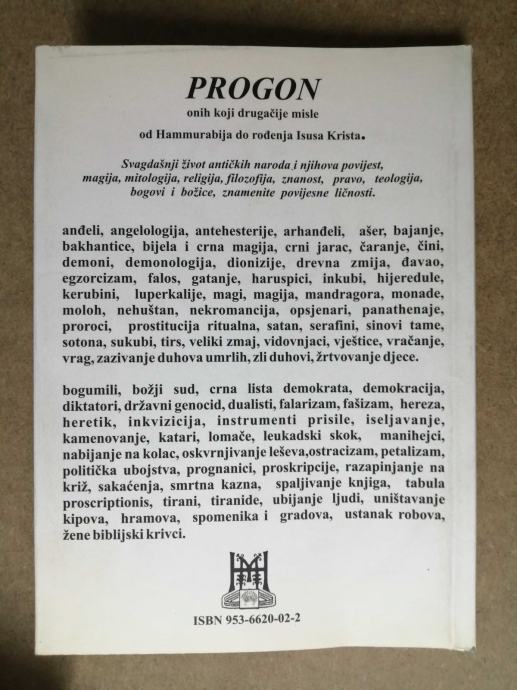 PROGON
onih koji drugačije misle
od Hammurabija do rođenja Isusa Krista.
Svagdašnji život antičkih naroda i njihova povijest,
magija, mitologija, religija, filozofija, znanost, pravo, teologija,
bogovi i božice, znamenite povijesne ličnosti.
anđeli, angelologija, antehesterije, arhanđeli, ašer, bajanje,
bakhantice, bijela i crna magija, crni jarac, čaranje, čini,
demoni, demonologija, dionizije, drevna zmija, đavao,
egzorcizam, falos, gatanje, haruspici, inkubi, hijeredule,
kerubini, luperkalije, magi, magija, mandragora, monade,
moloh, nehuštan, nekromancija, opsjenari, panathenaje,
proroci, prostitucija ritualna, satan, serafini, sinovi tame,
sotona, sukubi, tirs, veliki zmaj, vidovnjaci, vještice, vračanje,
vrag, zazivanje duhova umrlih, zli duhovi, žrtvovanje djece.
bogumili, božji sud, crna lista demokrata, demokracija,
diktatori, državni genocid, dualisti, falarizam, fašizam, hereza,
heretik, inkvizicija, instrumenti prisile, iseljavanje,
kamenovanje, katari, lomače, leukadski skok, manihejci,
nabijanje na kolac, oskvrnjivanje leševa,ostracizam, petalizam,
politička ubojstva, prognanici, proskripcije, razapinjanje na
križ, sakaćenja, smrtna kazna, spaljivanje knjiga, tabula
proscriptionis, tirani, tiranide, ubijanje ljudi, uništavanje
kipova, hramova, spomenika i gradova, ustanak robova,
žene biblijski krivci.
ISBN 953-6620-02-2